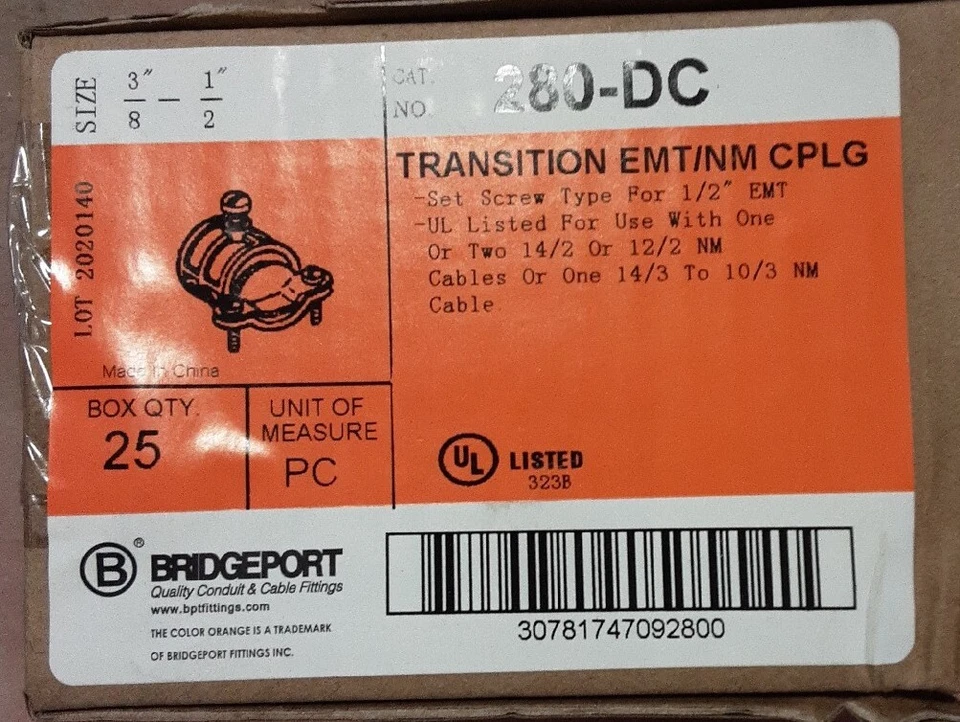 SIZE 3″/8 — 1″/2
CAT. NO. 280-DC
TRANSITION EMT/NM CPLG
-Set Screw Type For 1/2″ EMT
-UL Listed For Use With One
Or Two 14/2 Or 12/2 NM
Cables Or One 14/3 To 10/3 NM
Cable
LOT 2020140
Made In China
BOX QTY.
25
UNIT OF
MEASURE
PC
UL LISTED
323B
B ® BRIDGEPORT
Quality Conduit & Cable Fittings
www.bptfittings.com
THE COLOR ORANGE IS A TRADEMARK
OF BRIDGEPORT FITTINGS INC.
30781747092800